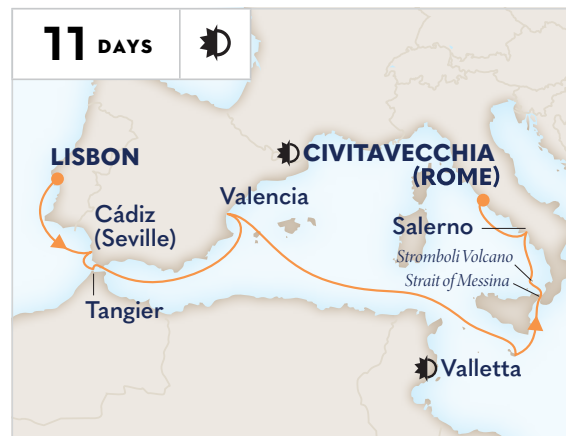 11 DAYS
LISBON
CIVITAVECCHIA
(ROME)
Valencia
Cádiz
(Seville)
Salerno
Stromboli Volcano
Strait of Messina
Tangier
Valletta